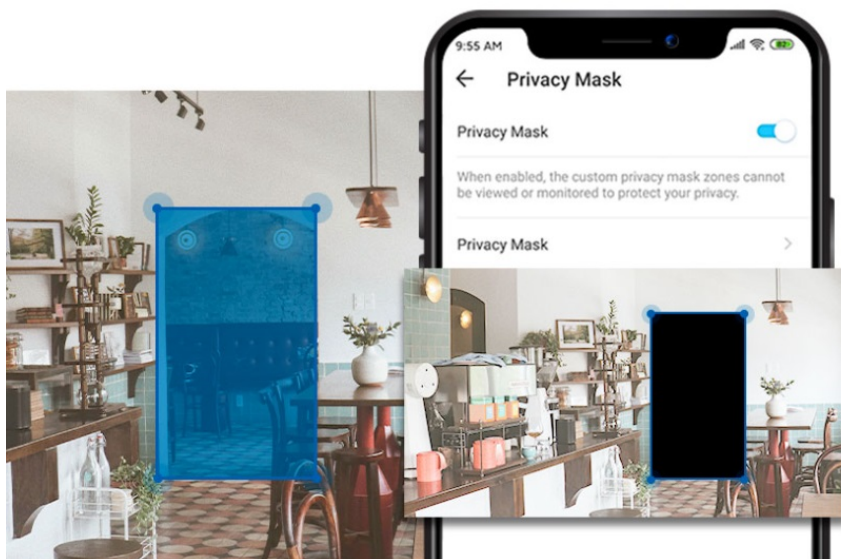 9:55 AM
82
Privacy Mask
Privacy Mask
When enabled, the custom privacy mask zones cannot
be viewed or monitored to protect your privacy.
Privacy Mask